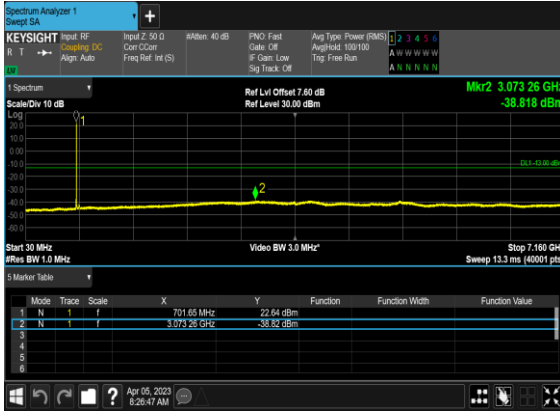 Spectrum Analyzer 1
Swept SA
+
KEYSIGHT Input: RF Input Z: 50 Ω #Atten: 40 dB PNO: Fast Avg Type: Power (RMS) 1 2 3 4 5 6
R T Coupling: DC Corr CCorr Gate: Off Avg|Hold: 100/100 A W W W W W
Align: Auto Freq Ref: Int (S) IF Gain: Low Trig: Free Run
Sig Track: Off A N N N N N
1 Spectrum Ref Lvl Offset 7.60 dB Mkr2 3.073 26 GHz
Scale/Div 10 dB Ref Level 30.00 dBm -38.818 dBm
Log
20.0
10.0
0.00
-10.0
-20.0
-30.0
-40.0
-50.0
-60.0
1
DL1 -13.00 dBm
2
Start 30 MHz Video BW 3.0 MHz* Stop 7.160 GH
#Res BW 1.0 MHz Sweep 13.3 ms (40001 pts
5 Marker Table
Mode Trace Scale X Y Function Function Width Function Value
1 N 1 f 701.65 MHz 22.64 dBm
2 N 1 f 3.073 26 GHz -38.82 dBm
3
4
5
6
? Apr 05, 2023
8:26:47 AM